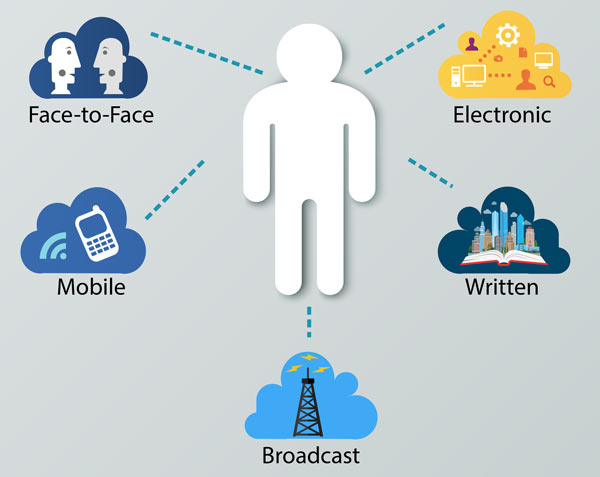 Face-to-Face
Electronic
Mobile
Written
Broadcast